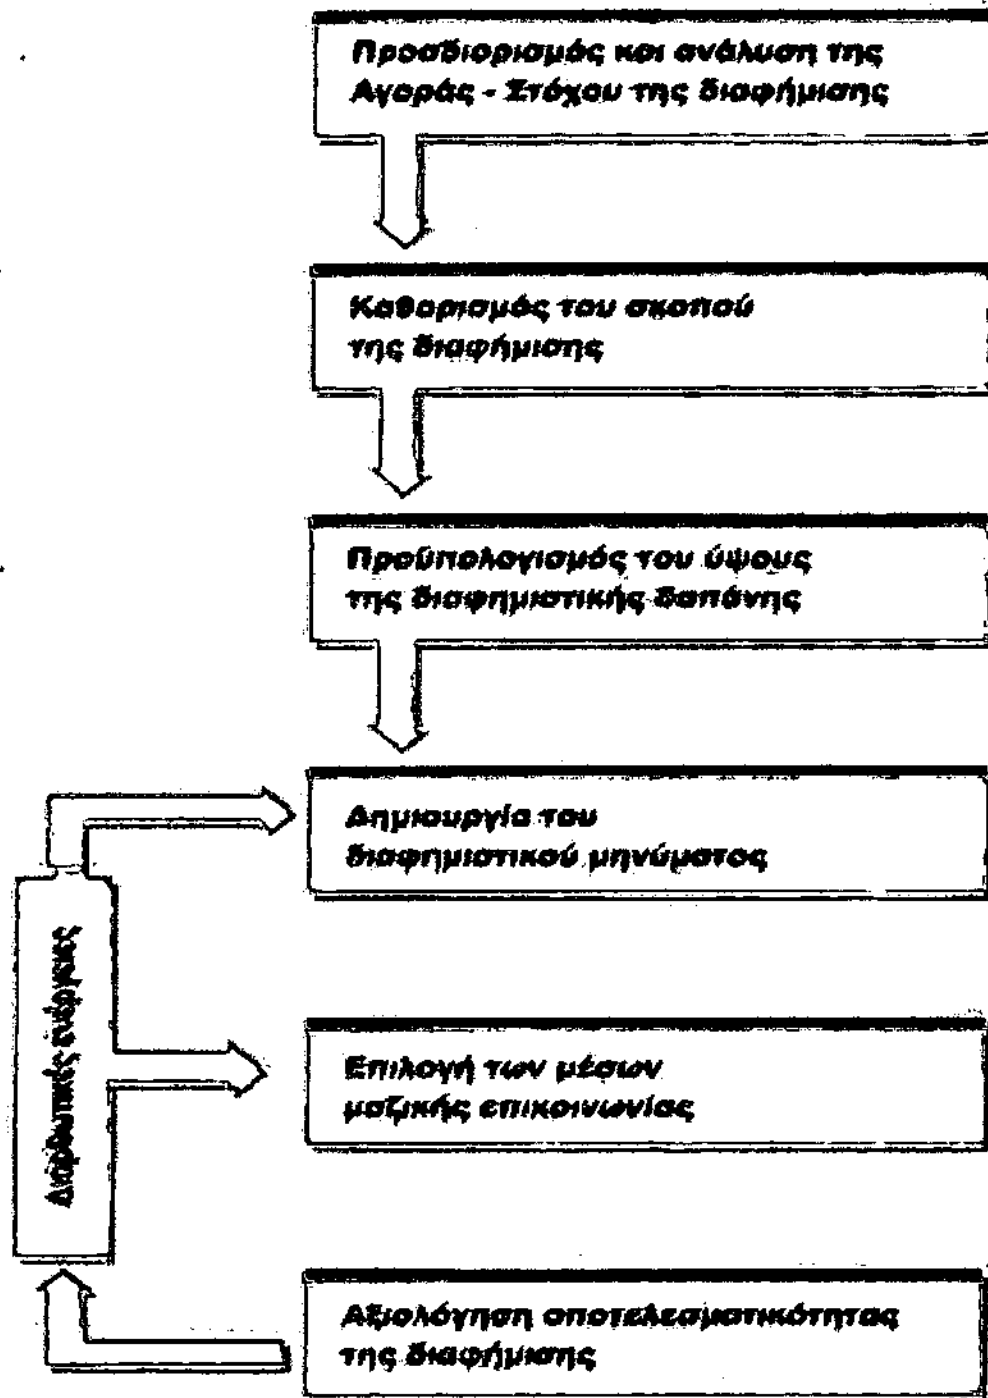 Προσδιορισμός και ανάλυση της
Αγοράς - Στόχου της διαφήμισης
Καθορισμός του σκοπού
της διαφήμισης
Προϋπολογισμός του ύψους
της διαφημιστικής δαπάνης
Δημιουργία του
διαφημιστικού μηνύματος
Διορθωτικές ενέργειες
Επιλογή των μέσων
μαζικής επικοινωνίας
Αξιολόγηση αποτελεσματικότητας
της διαφήμισης